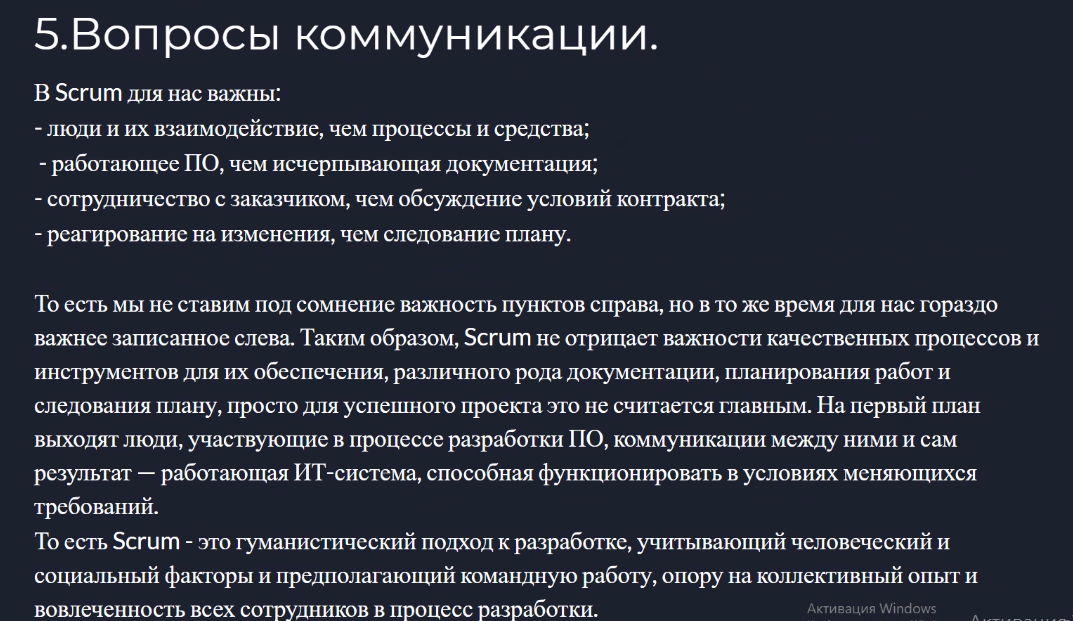 5.Вопросы коммуникации.
В Scrum для нас важны:
- люди и их взаимодействие, чем процессы и средства;
- работающее ПО, чем исчерпывающая документация;
- сотрудничество с заказчиком, чем обсуждение условий контракта;
- реагирование на изменения, чем следование плану.
То есть мы не ставим под сомнение важность пунктов справа, но в то же время для нас гораздо
важнее записанное слева. Таким образом, Scrum не отрицает важности качественных процессов и
инструментов для их обеспечения, различного рода документации, планирования работ и
следования плану, просто для успешного проекта это не считается главным. На первый план
выходят люди, участвующие в процессе разработки ПО, коммуникации между ними и сам
результат — работающая ИТ-система, способная функционировать в условиях меняющихся
требований.
То есть Scrum - это гуманистический подход к разработке, учитывающий человеческий и
социальный факторы и предполагающий командную работу, опору на коллективный опыт и
вовлеченность всех сотрудников в процесс разработки.
Активация Windows